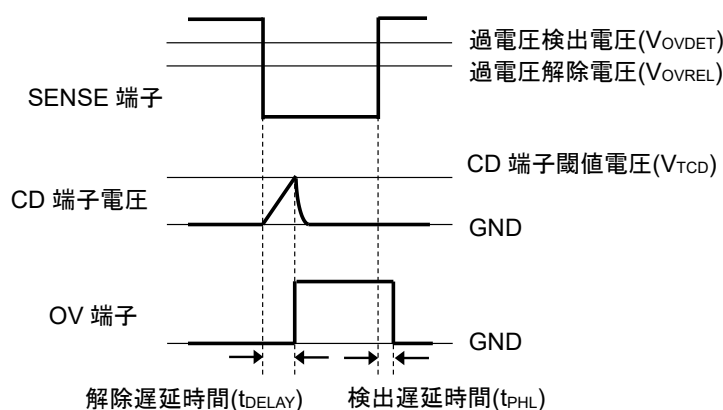 過電圧検出電圧(VOVDET)
過電圧解除電圧(VOVREL)
SENSE 端子
CD 端子閾値電圧(VTCD)
CD 端子電圧
GND
OV 端子
GND
解除遅延時間(tDELAY)
検出遅延時間(tPHL)